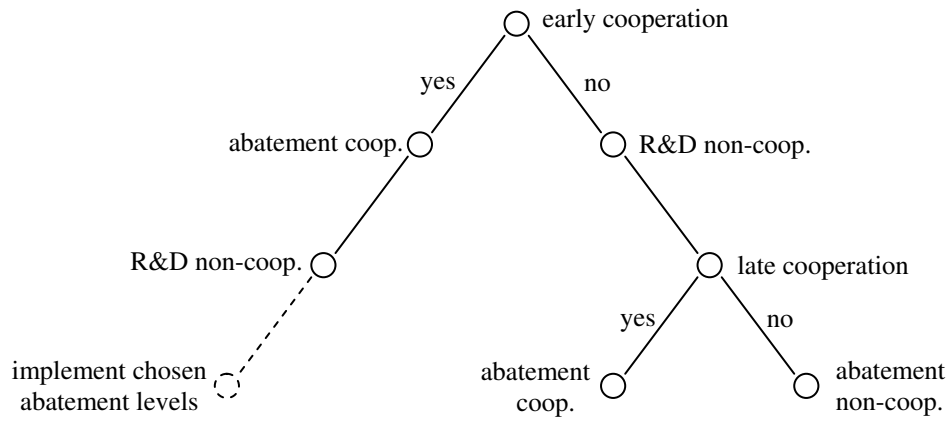 early cooperation
yes
no
abatement coop.
R&D non-coop.
R&D non-coop.
late cooperation
yes
no
implement chosen
abatement levels
abatement
coop.
abatement
non-coop.